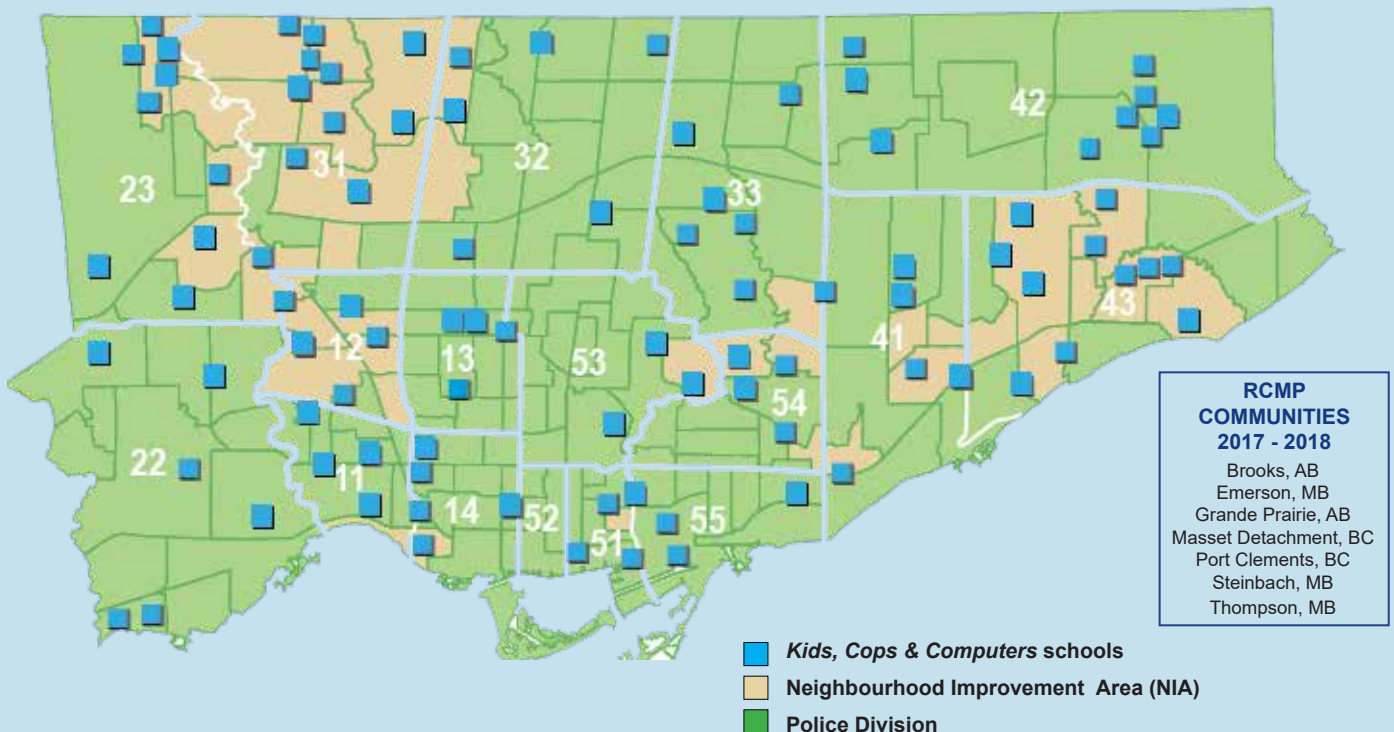 42
32
31
23
33
43
12
13
53
41
54
22
11
14
52
51
55
RCMP
COMMUNITIES
2017 - 2018
Brooks, AB
Emerson, MB
Grande Prairie, AB
Masset Detachment, BC
Port Clements, BC
Steinbach, MB
Thompson, MB
Kids, Cops & Computers schools
Neighbourhood Improvement Area (NIA)
Police Division